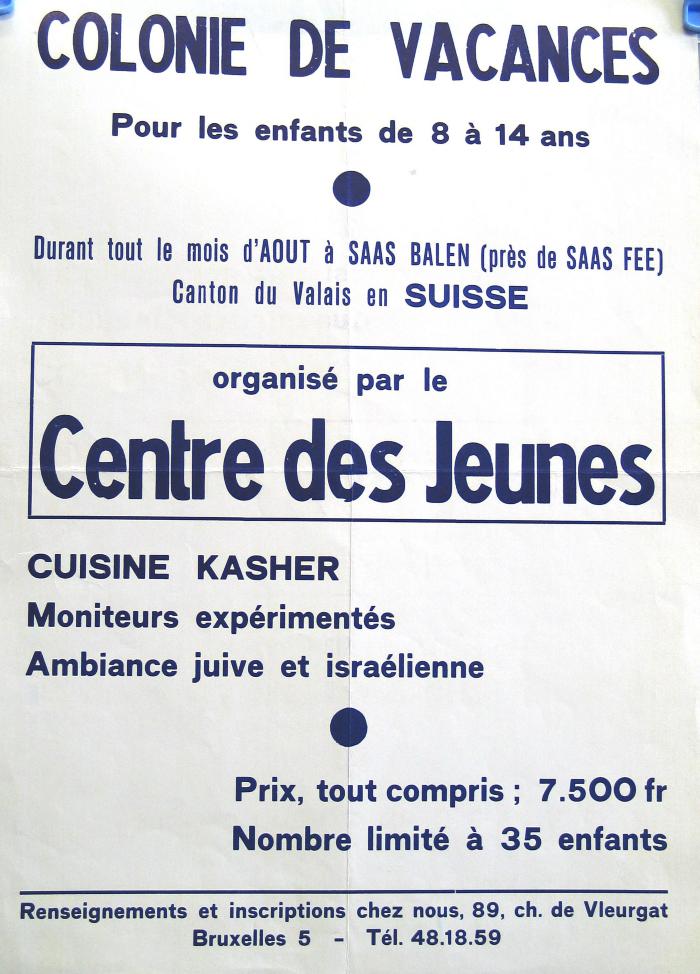 COLONIE DE VACANCES
Pour les enfants de 8 à 14 ans
Durant tout le mois d'AOUT à SAAS BALEN (près de SAAS FEE)
Canton du Valais en SUISSE
organisé par le
Centre des Jeunes
CUISINE KASHER
Moniteurs expérimentés
Ambiance juive et israélienne
Prix, tout compris ; 7.500 fr
Nombre limité à 35 enfants
Renseignements et inscriptions chez nous, 89, ch. de Vleurgat
Bruxelles 5 - Tél. 48.18.59